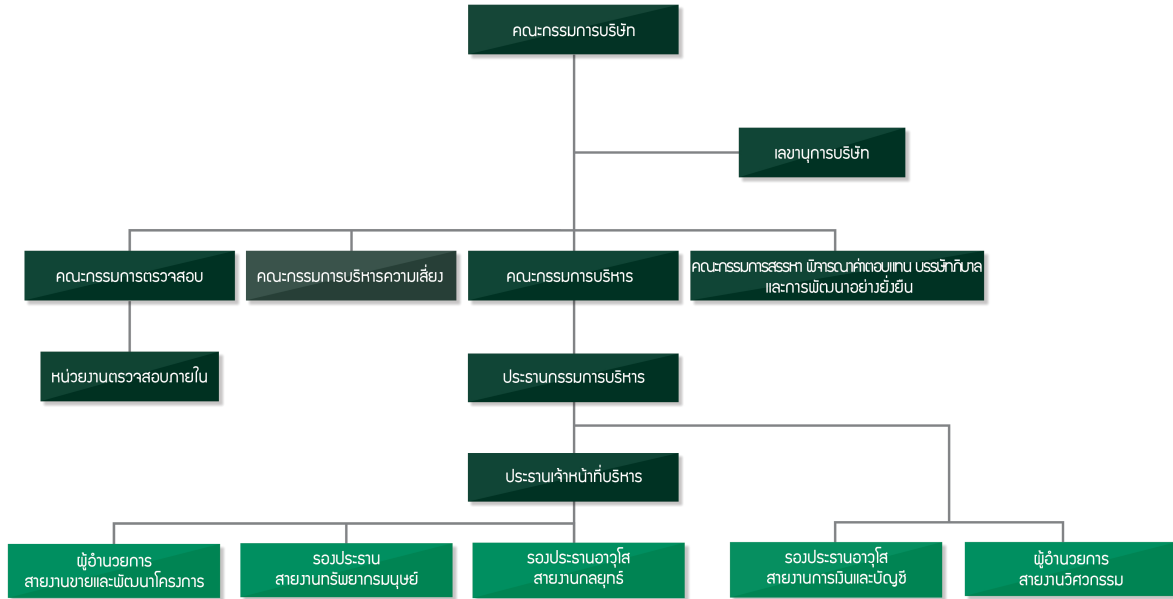 คณะกรรมการบริษัท
เลขานุการบริษัท
คณะกรรมการตรวจสอบ
คณะกรรมการบริหารความเสี่ยง
คณะกรรมการบริหาร
คณะกรรมการสรรหา พิจารณาค่าตอบแทน บรรษัทภิบาล
และการพัฒนาอย่างยั่งยืน
หน่วยงานตรวจสอบภายใน
ประธานกรรมการบริหาร
ประธานเจ้าหน้าที่บริหาร
ผู้อำนวยการ
สายงานขายและพัฒนาโครงการ
รองประธาน
สายงานทรัพยากรมนุษย์
รองประธานอาวุโส
สายงานกลยุทธ์
รองประธานอาวุโส
สายงานการเงินและบัญชี
ผู้อำนวยการ
สายงานวิศวกรรม